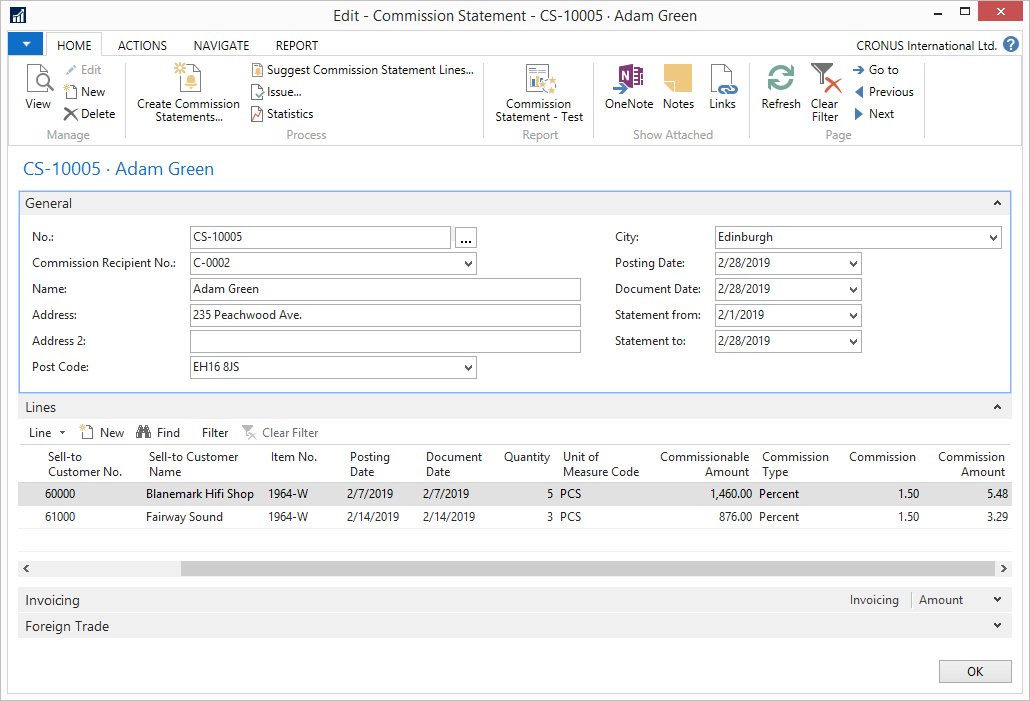 Edit - Commission Statement - CS-10005 · Adam Green
HOME ACTIONS NAVIGATE REPORT CRONUS International Ltd. ?
View
Edit
New
Delete
Manage
Create Commission Statements...
Suggest Commission Statement Lines...
Issue...
Statistics
Process
Commission Statement - Test
Report
OneNote
Notes
Links
Show Attached
Refresh
Clear Filter
Go to
Previous
Next
Page
CS-10005 · Adam Green
General
No.: CS-10005 ...
Commission Recipient No.: C-0002
Name: Adam Green
Address: 235 Peachwood Ave.
Address 2:
Post Code: EH16 8JS
City: Edinburgh
Posting Date: 2/28/2019
Document Date: 2/28/2019
Statement from: 2/1/2019
Statement to: 2/28/2019
Lines
Line New Find Filter Clear Filter
Sell-to Customer No. Sell-to Customer Name Item No. Posting Date Document Date Quantity Unit of Measure Code Commissionable Amount Commission Type Commission Commission Amount
60000 Blanemark Hifi Shop 1964-W 2/7/2019 2/7/2019 5 PCS 1,460.00 Percent 1.50 5.48
61000 Fairway Sound 1964-W 2/14/2019 2/14/2019 3 PCS 876.00 Percent 1.50 3.29
Invoicing Invoicing Amount
Foreign Trade
OK